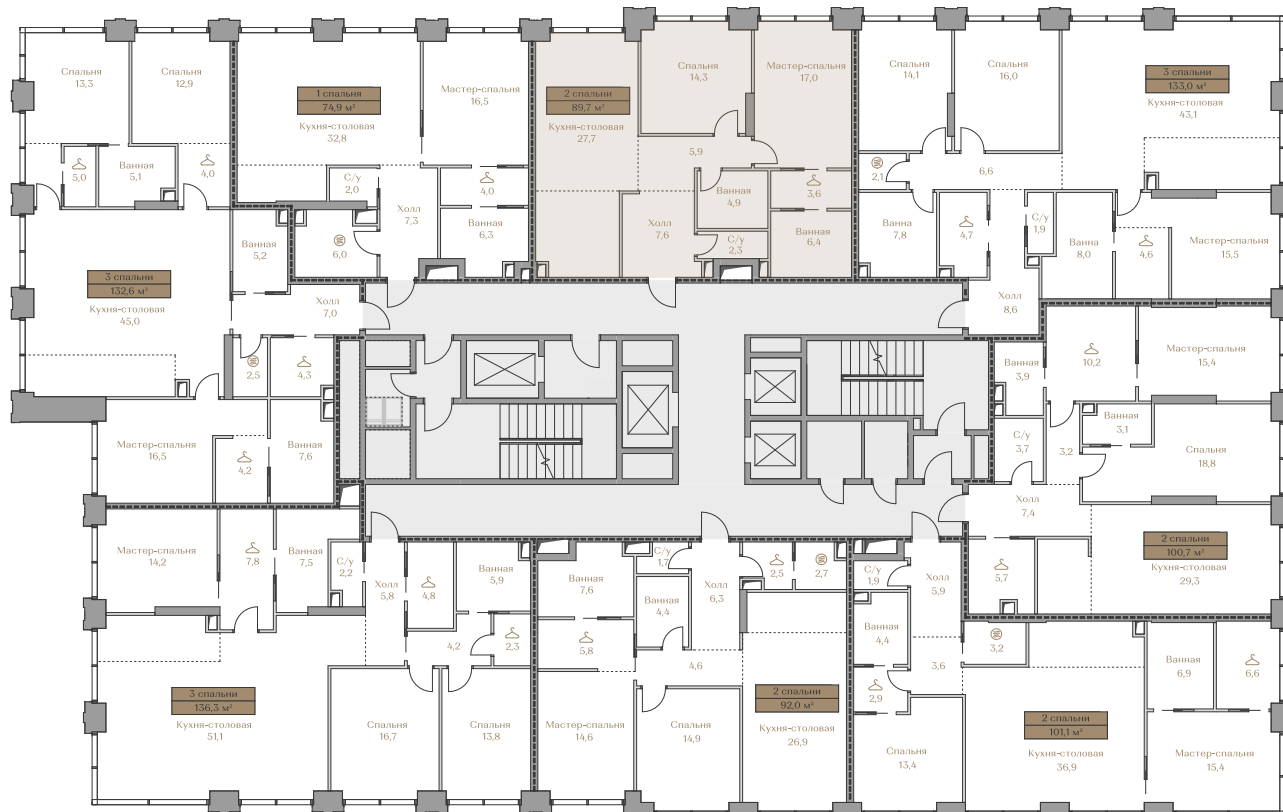 Спальня
13,3
Спальня
12,9
5,0
Ванная
5,1
4,0
3 спальни
132,6 м²
Кухня-столовая
45,0
Ванная
5,2
Холл
7,0
2,5
4,3
Мастер-спальня
16,5
4,2
Ванная
7,6
1 спальня
74,9 м²
Кухня-столовая
32,8
Мастер-спальня
16,5
С/у
2,0
4,0
Холл
7,3
Ванная
6,3
6,0
2 спальни
89,7 м²
Кухня-столовая
27,7
Спальня
14,3
Мастер-спальня
17,0
5,9
Ванная
4,9
3,6
Холл
7,6
С/у
2,3
Ванная
6,4
Спальня
14,1
Спальня
16,0
3 спальни
133,0 м²
Кухня-столовая
43,1
2,1
6,6
Ванна
7,8
4,7
С/у
1,9
Ванна
8,0
4,6
Мастер-спальня
15,5
Холл
8,6
Ванная
3,9
10,2
Мастер-спальня
15,4
Ванная
3,1
С/у
3,7
3,2
Спальня
18,8
Холл
7,4
2 спальни
100,7 м²
Кухня-столовая
29,3
5,7
Мастер-спальня
14,2
7,8
Ванная
7,5
С/у
2,2
Холл
5,8
4,8
Ванная
5,9
4,2
2,3
3 спальни
136,3 м²
Кухня-столовая
51,1
Спальня
16,7
Спальня
13,8
Ванная
7,6
С/у
1,7
Холл
6,3
2,5
2,7
Ванная
4,4
5,8
4,6
2 спальни
92,0 м²
Кухня-столовая
26,9
Мастер-спальня
14,6
Спальня
14,9
С/у
1,9
Холл
5,9
Ванная
4,4
3,6
3,2
2,9
Спальня
13,4
2 спальни
101,1 м²
Кухня-столовая
36,9
Ванная
6,9
6,6
Мастер-спальня
15,4